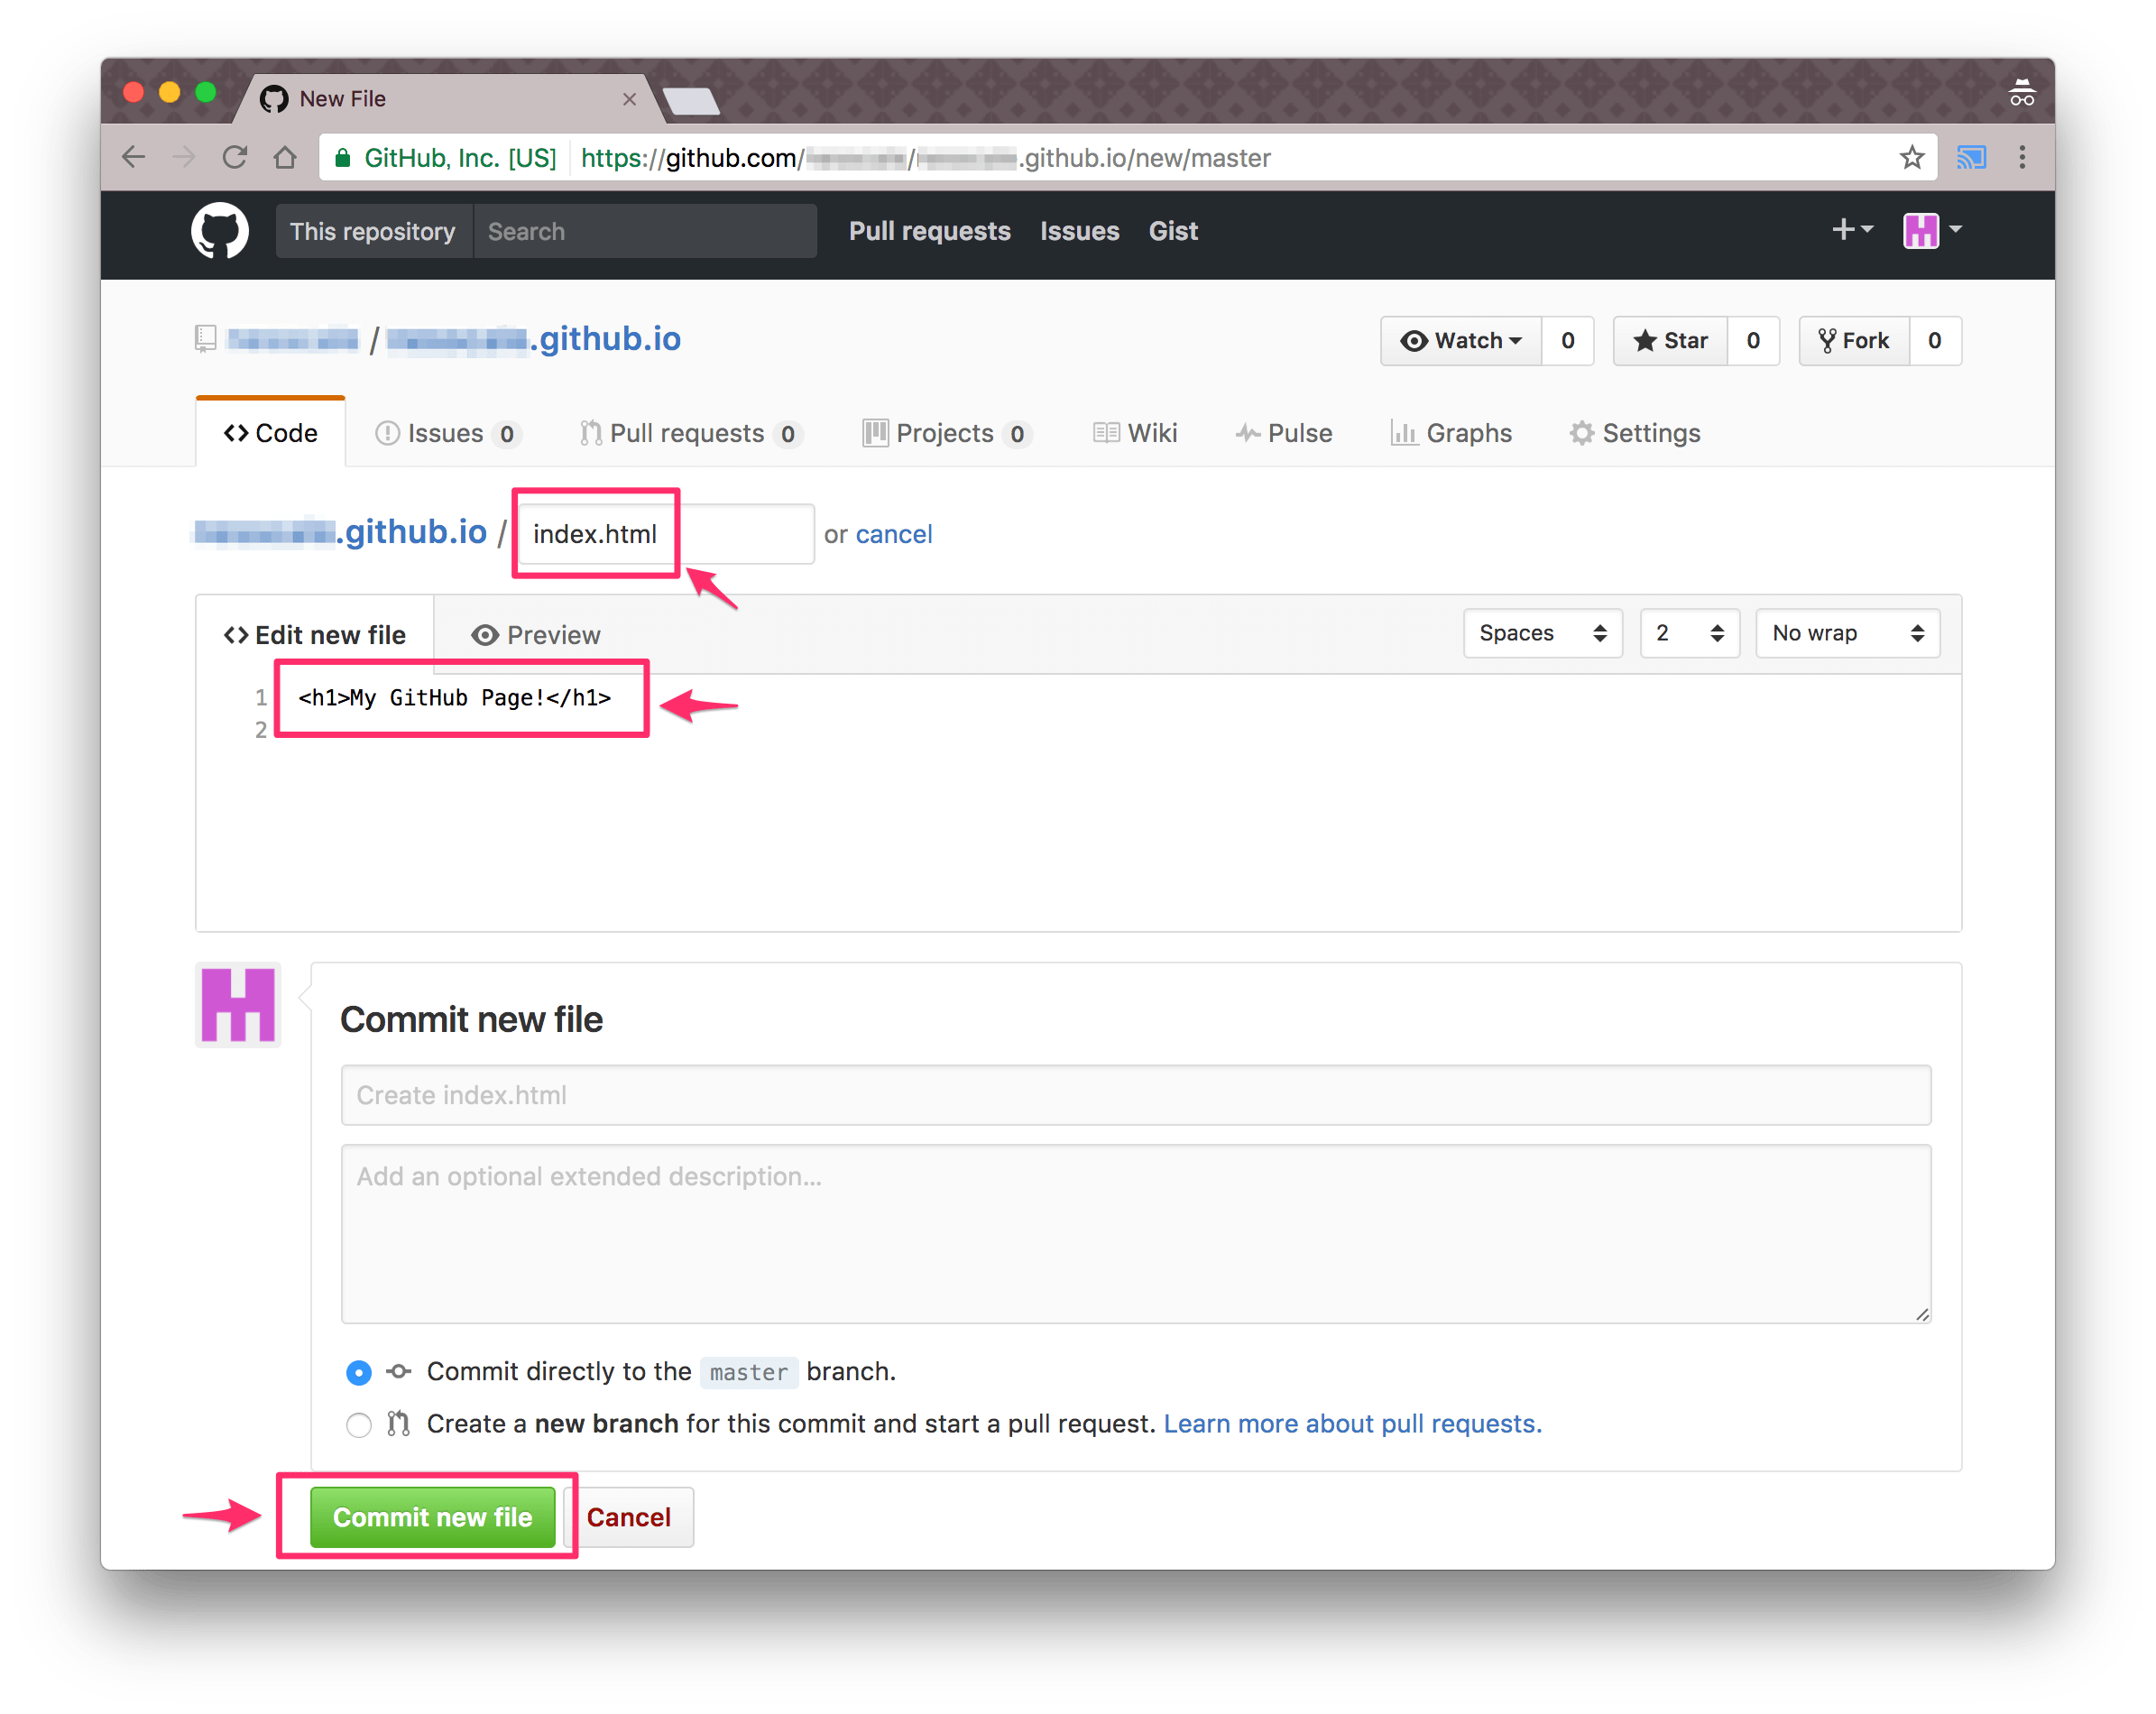 New File
GitHub, Inc. [US] https://github.com/ / .github.io/new/master
This repository Search Pull requests Issues Gist
/ .github.io Watch 0 Star 0 Fork 0
Code Issues 0 Pull requests 0 Projects 0 Wiki Pulse Graphs Settings
.github.io / index.html or cancel
Edit new file Preview Spaces 2 No wrap
1 <h1>My GitHub Page!</h1>
2
Commit new file
Create index.html
Add an optional extended description...
Commit directly to the master branch.
Create a new branch for this commit and start a pull request. Learn more about pull requests.
Commit new file Cancel